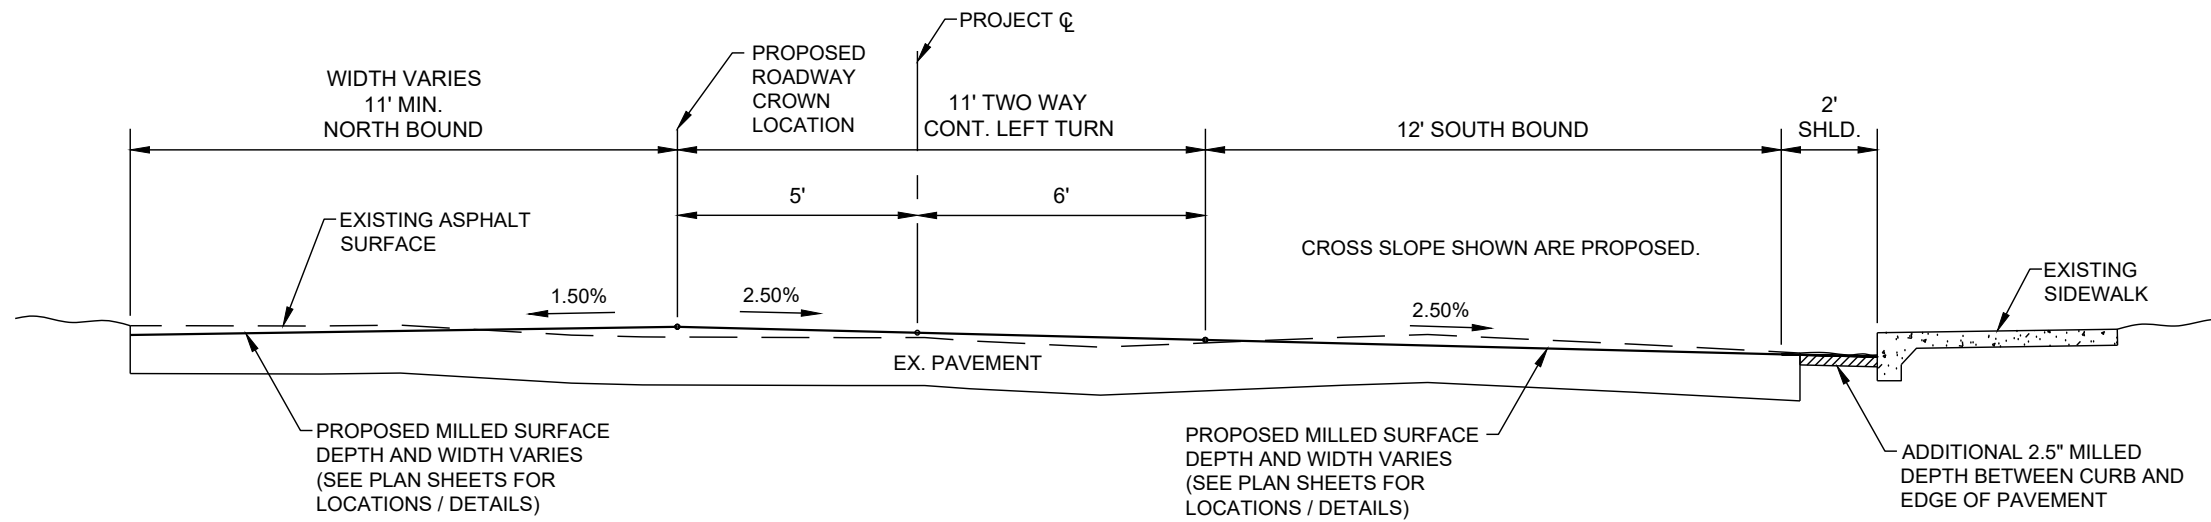 PROJECT ℄
PROPOSED
ROADWAY
CROWN
LOCATION
WIDTH VARIES
11' MIN.
NORTH BOUND
11' TWO WAY
CONT. LEFT TURN
12' SOUTH BOUND
2'
SHLD.
5'
6'
EXISTING ASPHALT
SURFACE
CROSS SLOPE SHOWN ARE PROPOSED.
EXISTING
SIDEWALK
1.50%
2.50%
2.50%
EX. PAVEMENT
PROPOSED MILLED SURFACE
DEPTH AND WIDTH VARIES
(SEE PLAN SHEETS FOR
LOCATIONS / DETAILS)
PROPOSED MILLED SURFACE
DEPTH AND WIDTH VARIES
(SEE PLAN SHEETS FOR
LOCATIONS / DETAILS)
ADDITIONAL 2.5" MILLED
DEPTH BETWEEN CURB AND
EDGE OF PAVEMENT